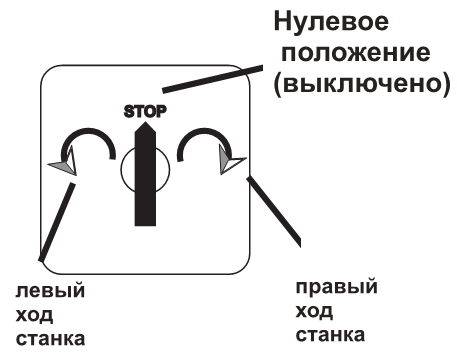 Нулевое
положение
(выключено)
STOP
левый
ход
станка
правый
ход
станка